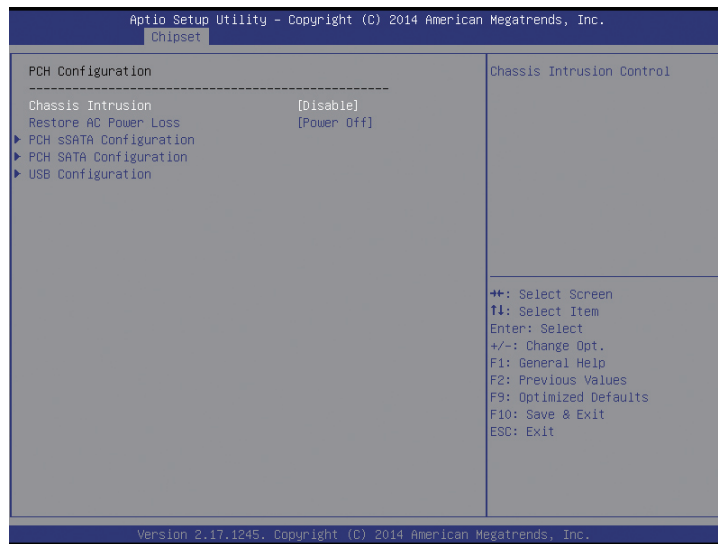 Aptio Setup Utility – Copyright (C) 2014 American Megatrends, Inc.
Chipset
PCH Configuration
------------------------------------------------
Chassis Intrusion [Disable]
Restore AC Power Loss [Power Off]
▶ PCH sSATA Configuration
▶ PCH SATA Configuration
▶ USB Configuration
Chassis Intrusion Control
→←: Select Screen
↑↓: Select Item
Enter: Select
+/-: Change Opt.
F1: General Help
F2: Previous Values
F9: Optimized Defaults
F10: Save & Exit
ESC: Exit
Version 2.17.1245. Copyright (C) 2014 American Megatrends, Inc.